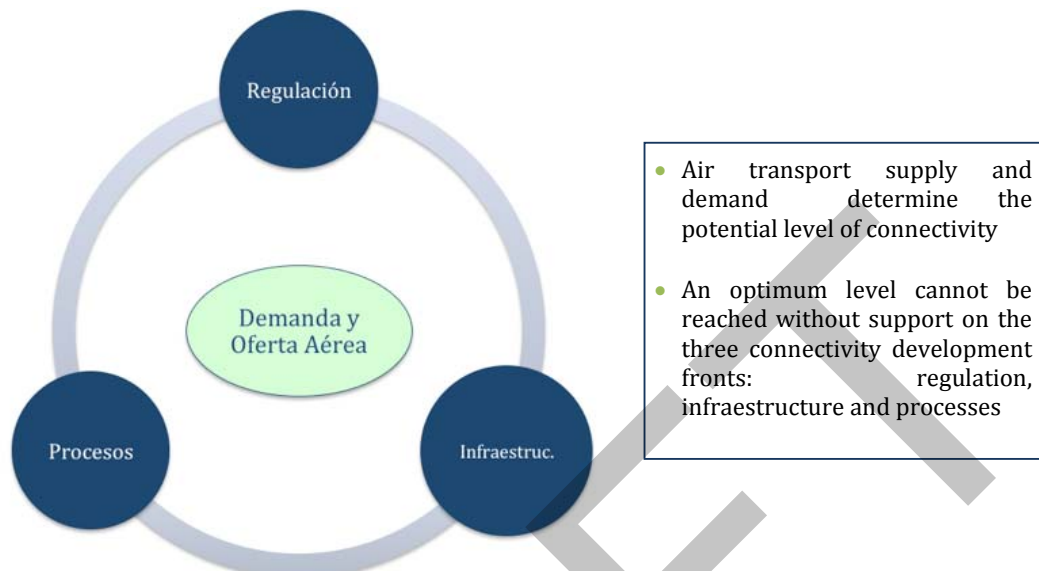 Regulación
Demanda y
Oferta Aérea
Procesos
Infraestruc.
• Air transport supply and
demand determine the
potential level of connectivity
• An optimum level cannot be
reached without support on the
three connectivity development
fronts: regulation,
infraestructure and processes